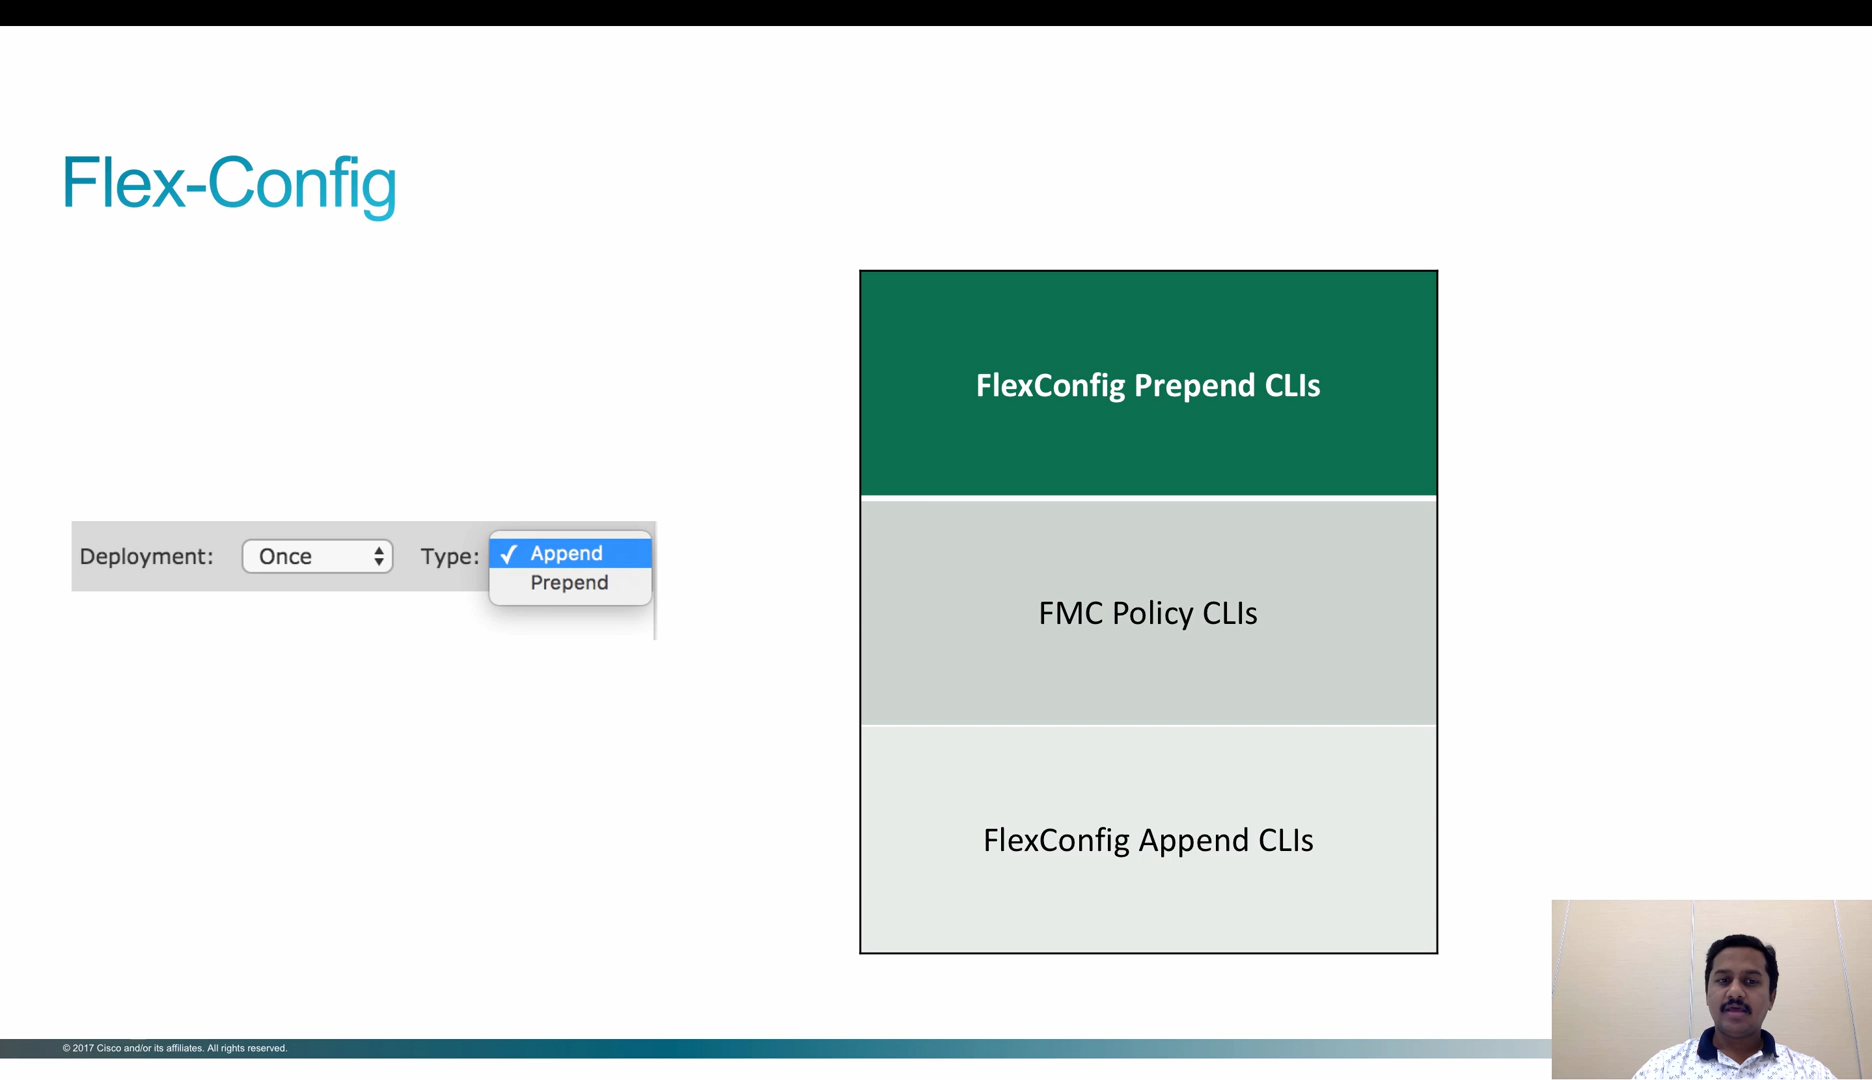 Flex-Config
FlexConfig Prepend CLIs
Deployment: Once Type: ✓ Append
Prepend
FMC Policy CLIs
FlexConfig Append CLIs
© 2017 Cisco and/or its affiliates. All rights reserved.